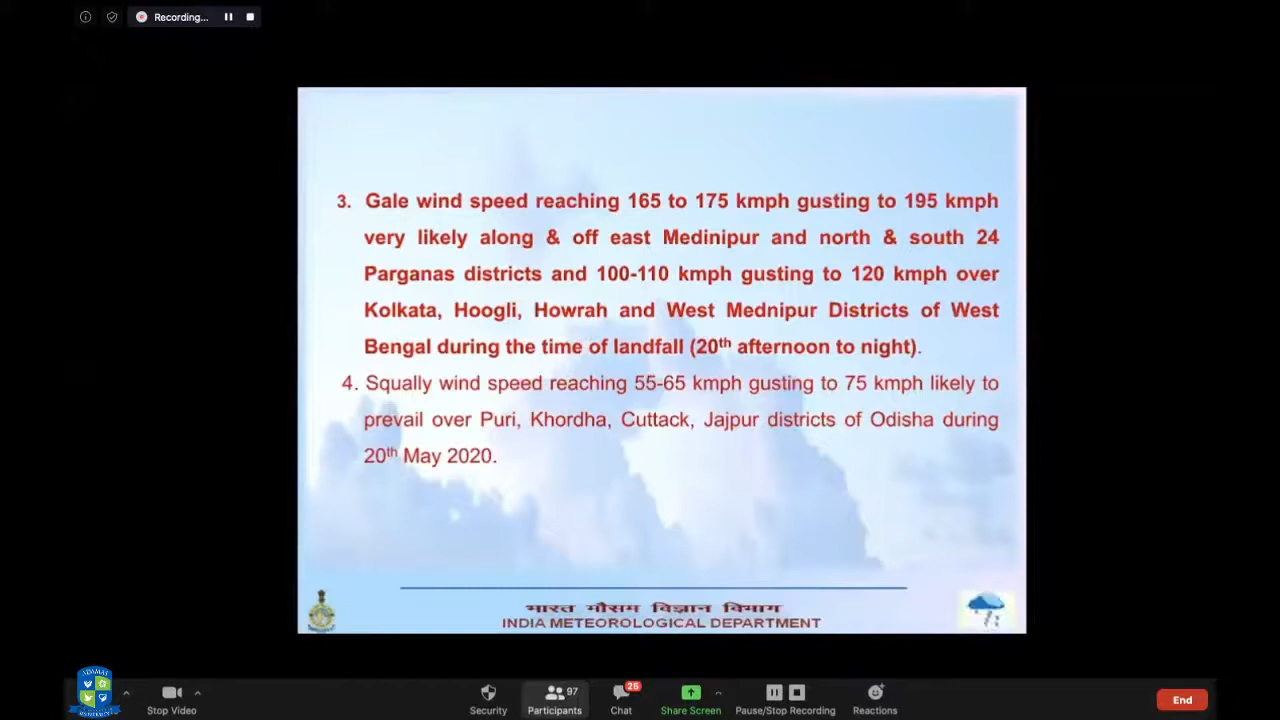 Recording...
3. Gale wind speed reaching 165 to 175 kmph gusting to 195 kmph
very likely along & off east Medinipur and north & south 24
Parganas districts and 100-110 kmph gusting to 120 kmph over
Kolkata, Hoogli, Howrah and West Mednipur Districts of West
Bengal during the time of landfall (20th afternoon to night).
4. Squally wind speed reaching 55-65 kmph gusting to 75 kmph likely to
prevail over Puri, Khordha, Cuttack, Jajpur districts of Odisha during
20th May 2020.
भारत मौसम विज्ञान विभाग
INDIA METEOROLOGICAL DEPARTMENT
ADAMAS
UNIVERSITY
Stop Video
Security
97
Participants
25
Chat
Share Screen
Pause/Stop Recording
Reactions
End